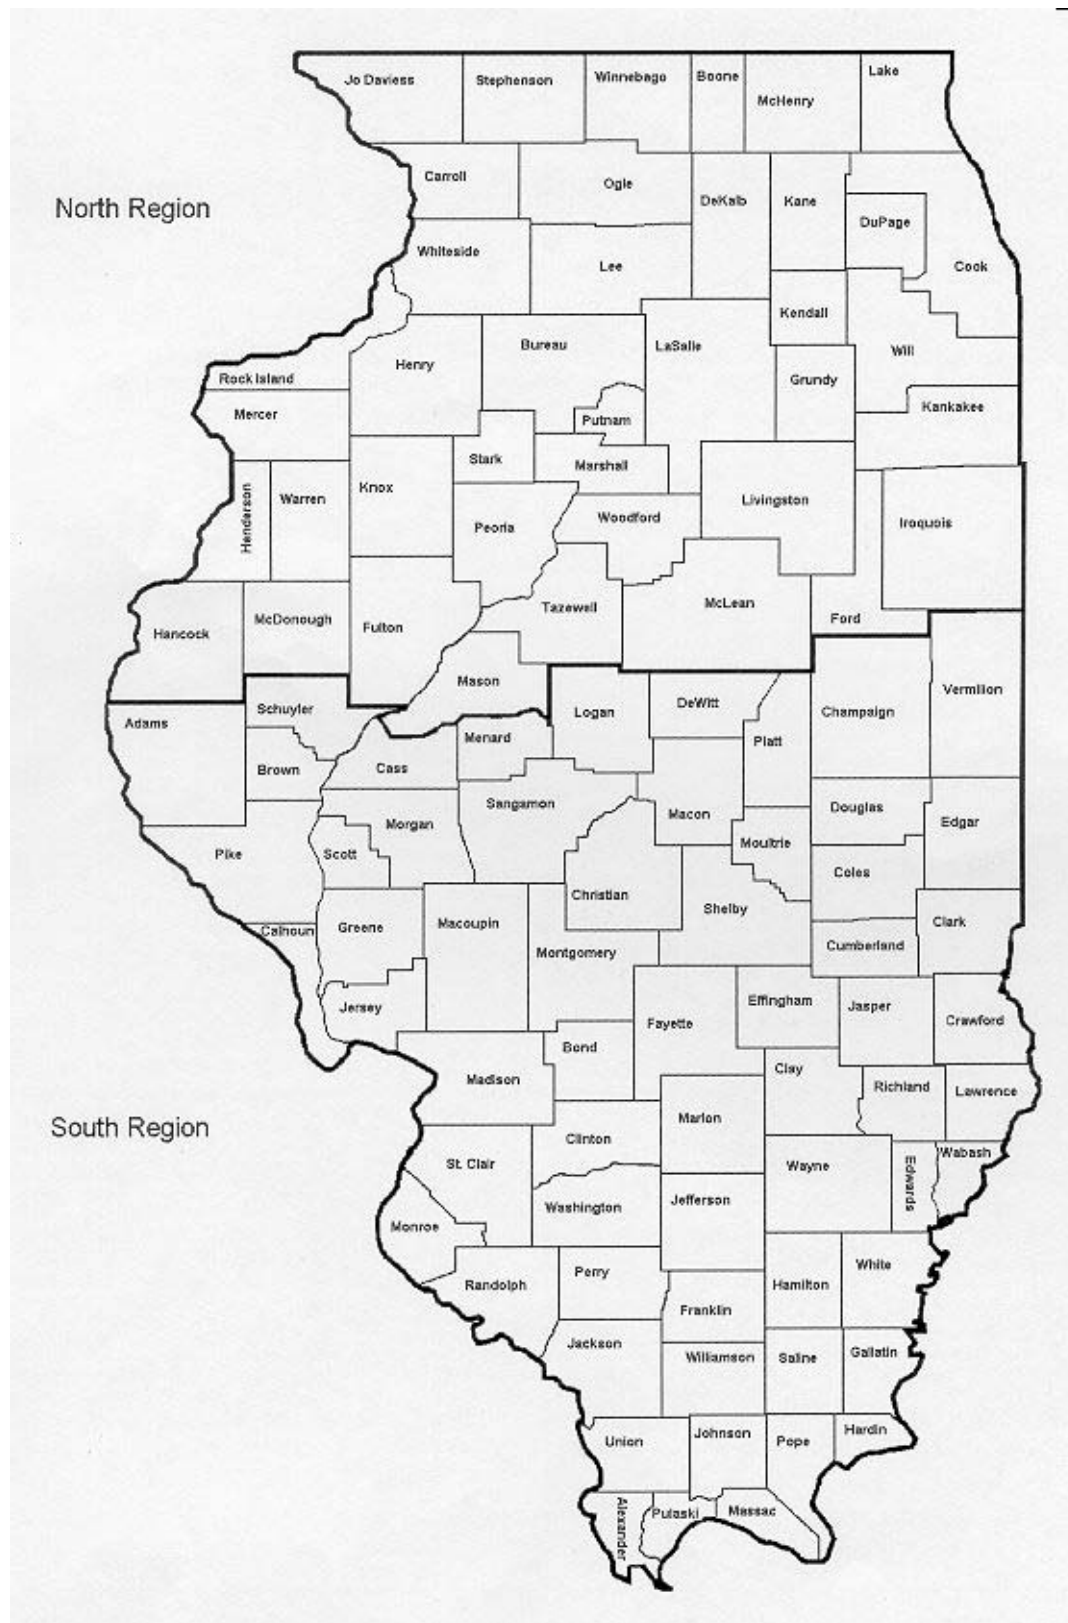 Jo Daviess
Stephenson
Winnebago
Boone
McHenry
Lake
Carroll
Ogle
DeKalb
Kane
DuPage
Cook
North Region
Whiteside
Lee
Kendall
Will
Rock Island
Henry
Bureau
LaSalle
Grundy
Kankakee
Mercer
Putnam
Henderson
Warren
Knox
Stark
Marshall
Peoria
Woodford
Livingston
Iroquois
Hancock
McDonough
Fulton
Tazewell
McLean
Ford
Mason
Adams
Schuyler
Logan
DeWitt
Champaign
Vermilion
Brown
Cass
Menard
Piatt
Sangamon
Macon
Douglas
Edgar
Pike
Scott
Morgan
Moultrie
Coles
Christian
Shelby
Clark
Calhoun
Greene
Macoupin
Montgomery
Cumberland
Jersey
Fayette
Effingham
Jasper
Crawford
Bond
Clay
Madison
Richland
Lawrence
South Region
Clinton
Marion
St. Clair
Wayne
Edwards
Wabash
Monroe
Washington
Jefferson
Randolph
Perry
Hamilton
White
Franklin
Jackson
Williamson
Saline
Gallatin
Union
Johnson
Pope
Hardin
Alexander
Pulaski
Massac